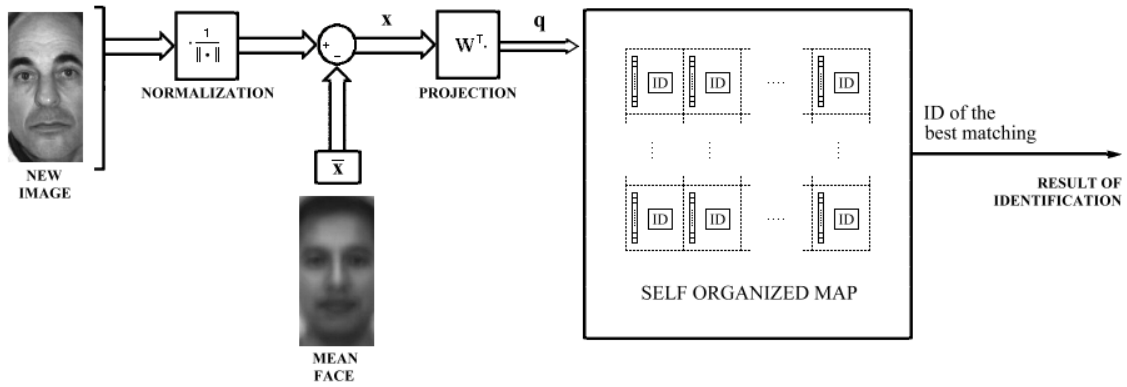 NEW
IMAGE
· 1 / ‖ • ‖
NORMALIZATION
+
−
x
x̅
MEAN
FACE
Wᵀ·
PROJECTION
q
ID ID .... ID
ID ID .... ID
SELF ORGANIZED MAP
ID of the
best matching
RESULT OF
IDENTIFICATION